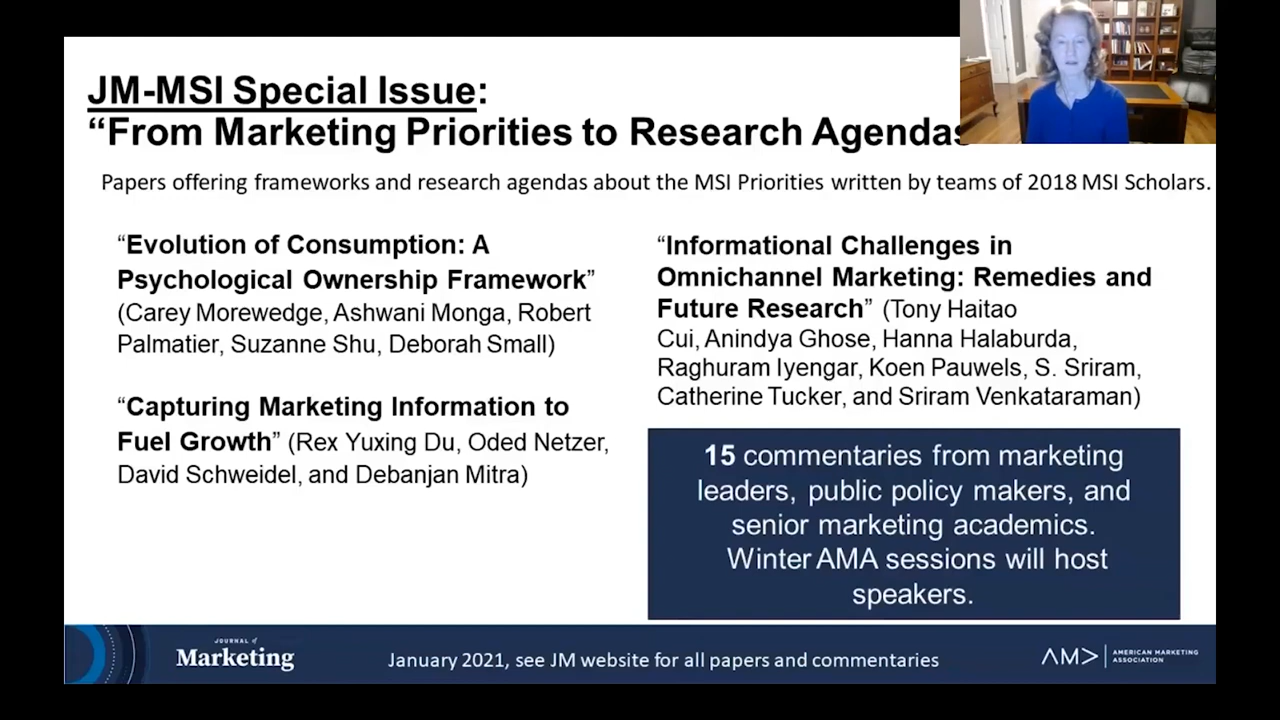 JM-MSI Special Issue:
“From Marketing Priorities to Research Agendas
Papers offering frameworks and research agendas about the MSI Priorities written by teams of 2018 MSI Scholars.
“Evolution of Consumption: A
Psychological Ownership Framework”
(Carey Morewedge, Ashwani Monga, Robert
Palmatier, Suzanne Shu, Deborah Small)
“Capturing Marketing Information to
Fuel Growth” (Rex Yuxing Du, Oded Netzer,
David Schweidel, and Debanjan Mitra)
“Informational Challenges in
Omnichannel Marketing: Remedies and
Future Research” (Tony Haitao
Cui, Anindya Ghose, Hanna Halaburda,
Raghuram Iyengar, Koen Pauwels, S. Sriram,
Catherine Tucker, and Sriram Venkataraman)
15 commentaries from marketing
leaders, public policy makers, and
senior marketing academics.
Winter AMA sessions will host
speakers.
JOURNAL of
Marketing
January 2021, see JM website for all papers and commentaries
AMA
AMERICAN MARKETING
ASSOCIATION